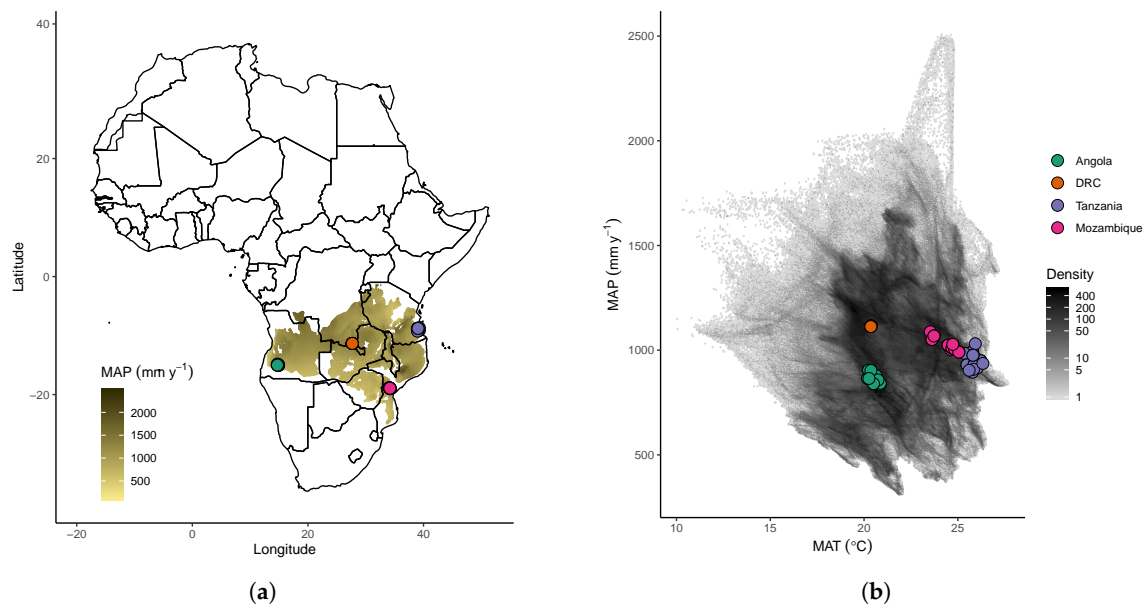 40
20
0
−20
Latitude
−20
0
20
40
Longitude
MAP (mm y⁻¹)
2000
1500
1000
500
(a)
2500
2000
1500
1000
500
MAP (mm y⁻¹)
10
15
20
25
MAT (°C)
Angola
DRC
Tanzania
Mozambique
Density
400
200
100
50
10
5
1
(b)